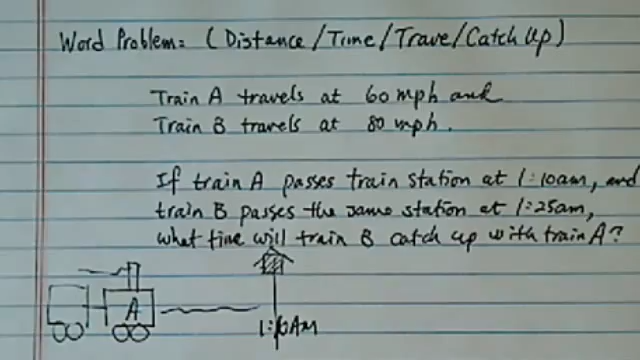 Word Problem: (Distance/Time/Trave/Catch Up)
Train A travels at 60 mph and
Train B travels at 80 mph.
If train A passes train station at 1:10am, and
train B passes the same station at 1:25am,
what time will train B catch up with train A?
A
1:10AM